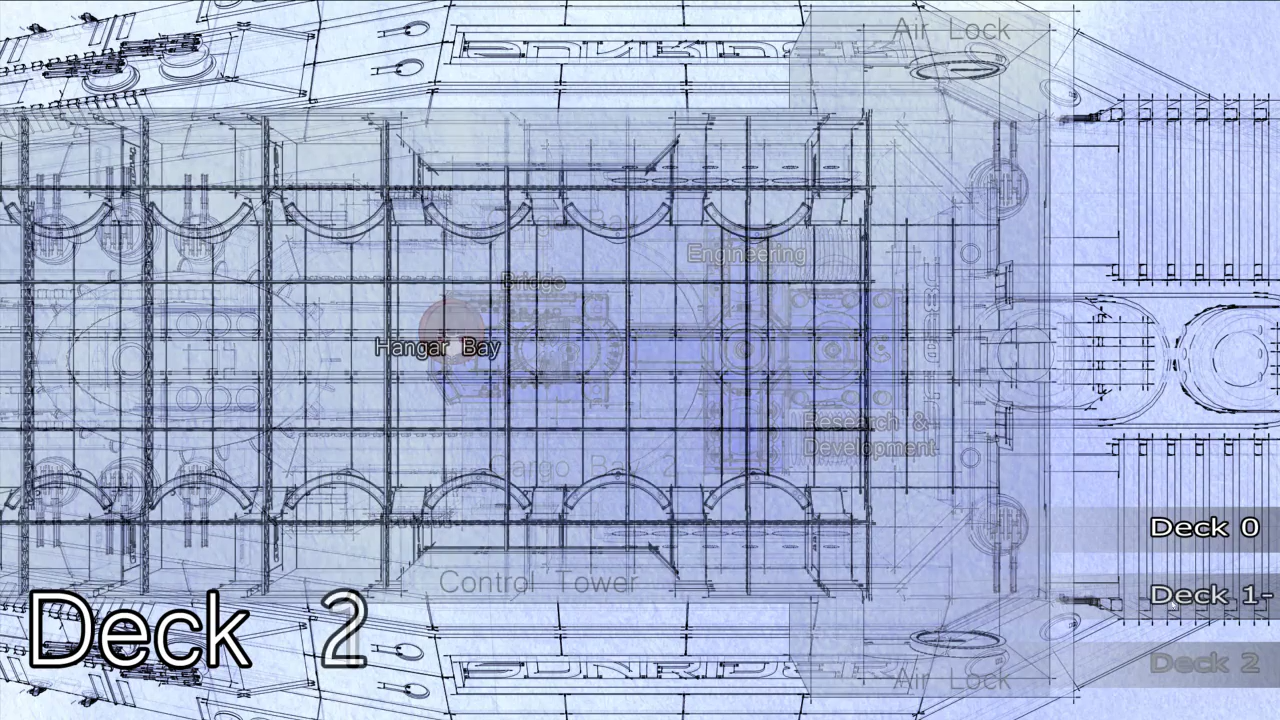 Air Lock
Engineering
Bridge
Hangar Bay
Research &
Development
Cargo Bay 2
Deck 0
Control Tower
Deck 1-
Deck 2
Deck 2
Air Lock